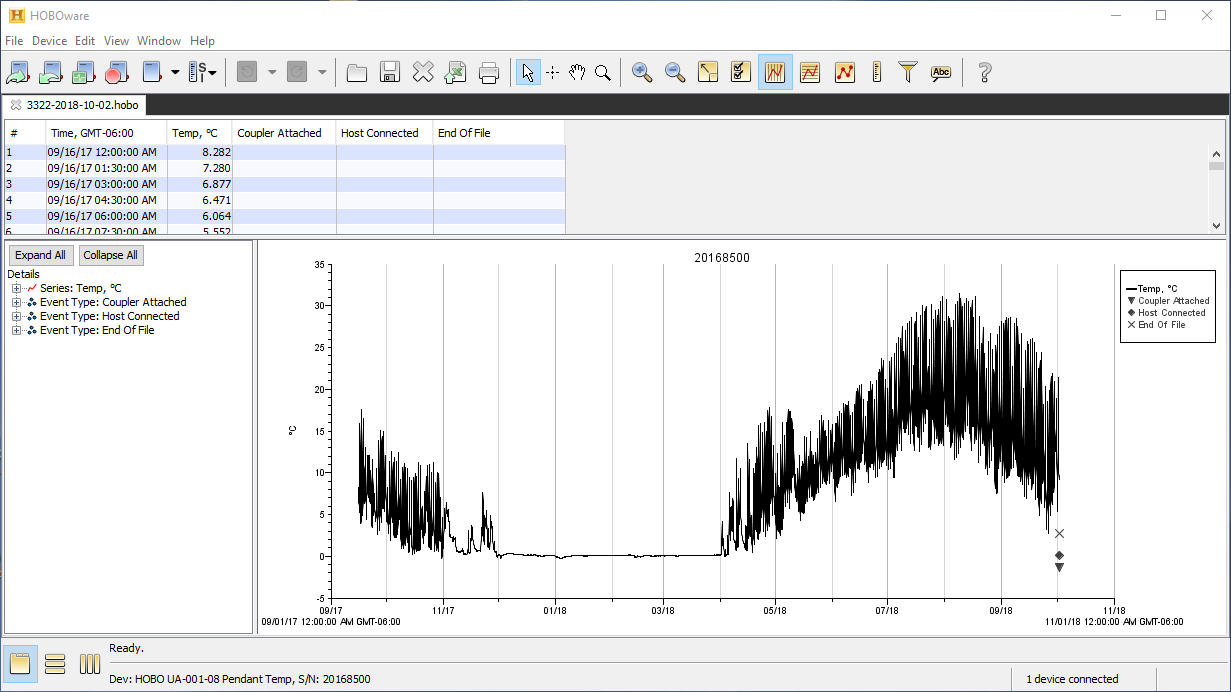 HOBOware
File Device Edit View Window Help
S
I
Abc
?
3322-2018-10-02.hobo
# Time, GMT-06:00 Temp, °C Coupler Attached Host Connected End Of File
1 09/16/17 12:00:00 AM 8.282
2 09/16/17 01:30:00 AM 7.280
3 09/16/17 03:00:00 AM 6.877
4 09/16/17 04:30:00 AM 6.471
5 09/16/17 06:00:00 AM 6.064
6 09/16/17 07:30:00 AM 5.552
Expand All Collapse All
Details
Series: Temp, °C
Event Type: Coupler Attached
Event Type: Host Connected
Event Type: End Of File
20168500
35
30
25
20
15
10
5
0
-5
°C
09/17 11/17 01/18 03/18 05/18 07/18 09/18 11/18
09/01/17 12:00:00 AM GMT-06:00 11/01/18 12:00:00 AM GMT-06:00
Temp, °C
Coupler Attached
Host Connected
End Of File
Ready.
Dev: HOBO UA-001-08 Pendant Temp, S/N: 20168500 1 device connected